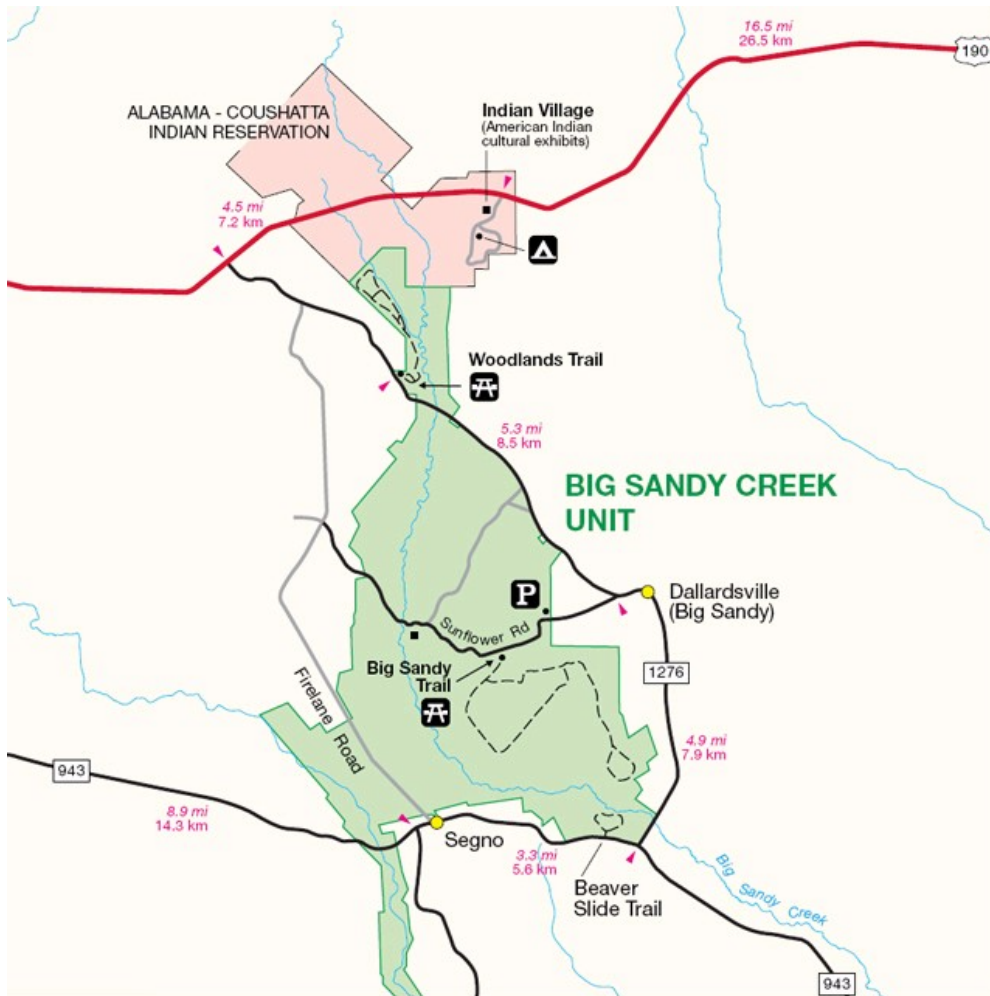 16.5 mi
26.5 km
190
ALABAMA - COUSHATTA
INDIAN RESERVATION
Indian Village
(American Indian
cultural exhibits)
4.5 mi
7.2 km
Woodlands Trail
5.3 mi
8.5 km
BIG SANDY CREEK
UNIT
P
Dallardsville
(Big Sandy)
Sunflower Rd
Big Sandy
Trail
1276
Firelane Road
4.9 mi
7.9 km
943
8.9 mi
14.3 km
Segno
3.3 mi
5.6 km
Beaver
Slide Trail
Big Sandy Creek
943